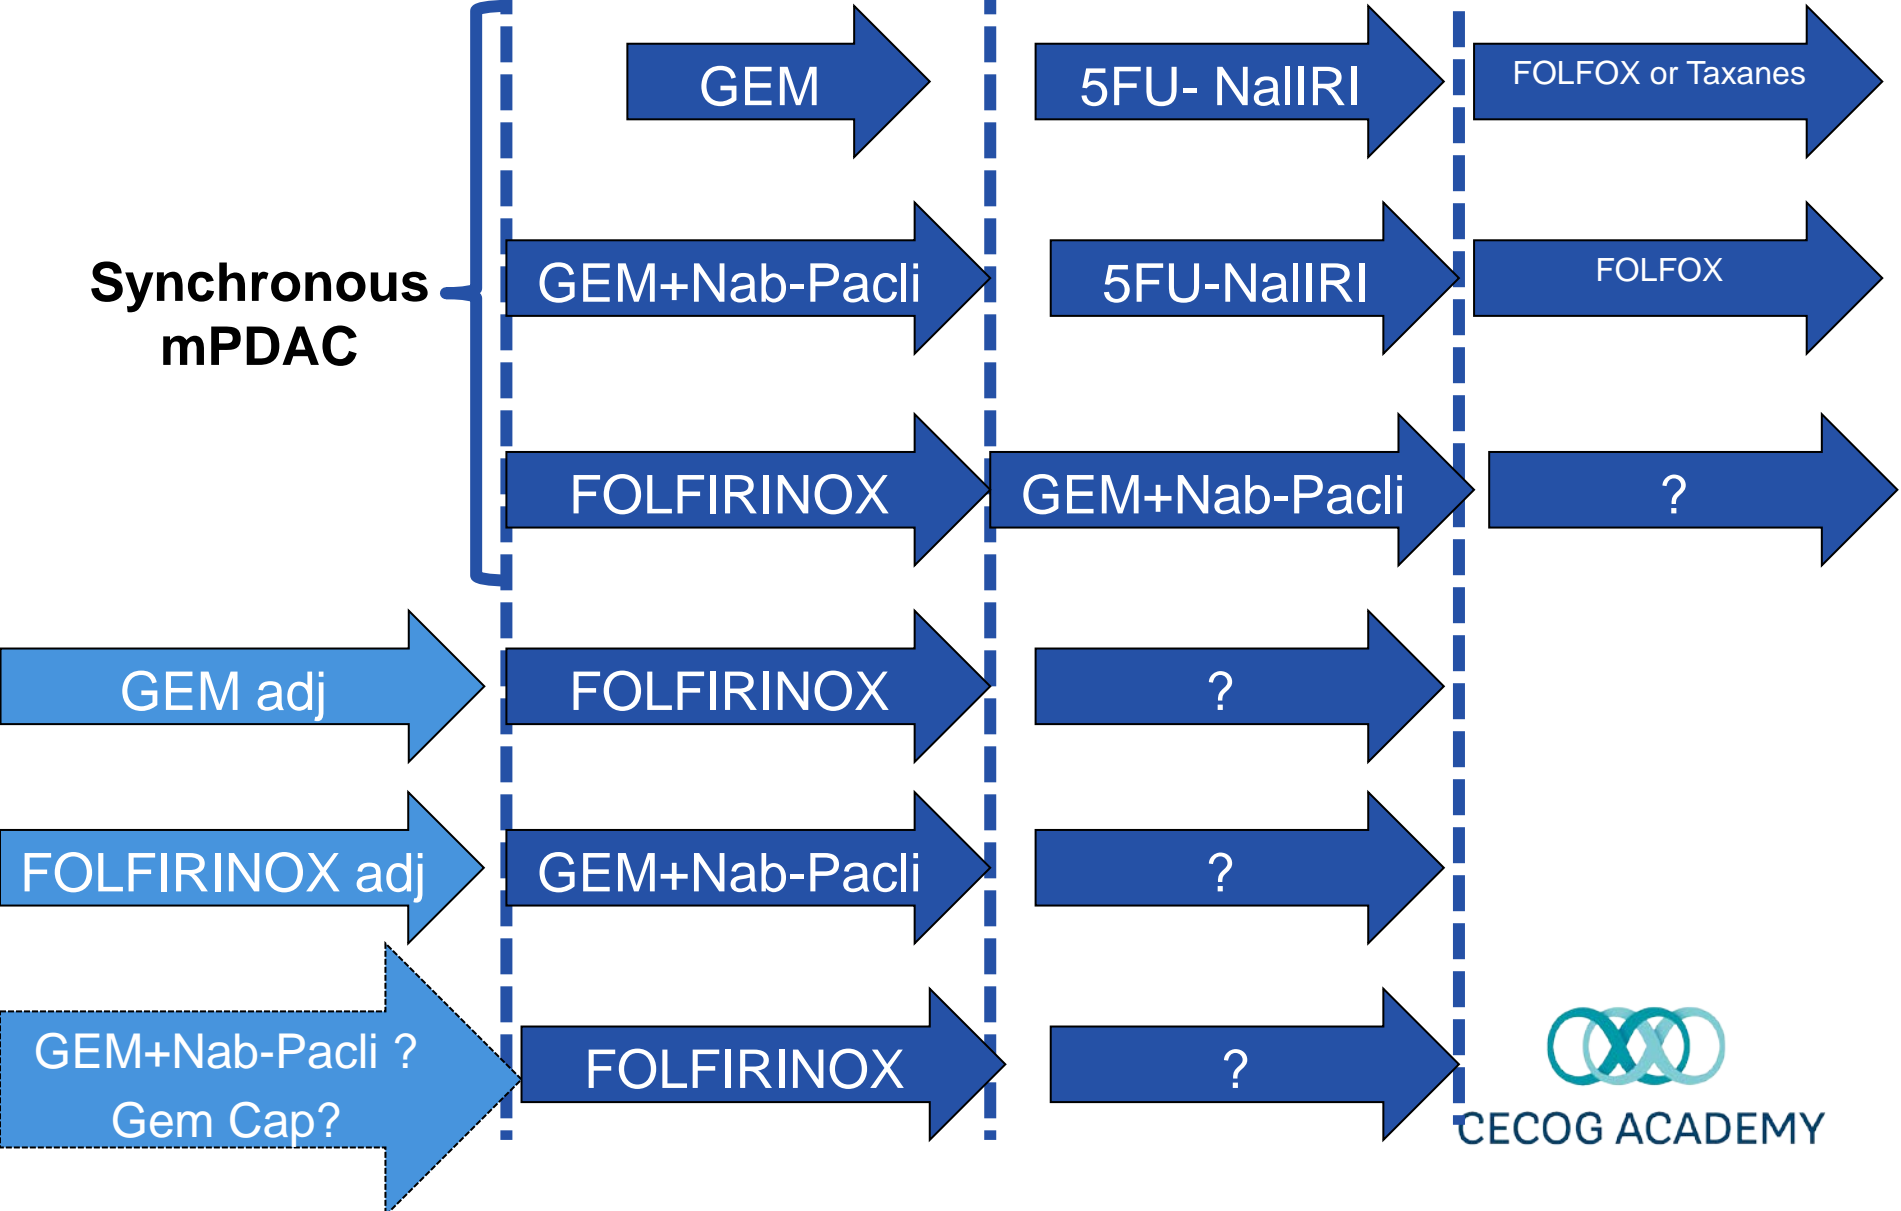 GEM
5FU- NalIRI
FOLFOX or Taxanes
Synchronous
mPDAC
GEM+Nab-Pacli
5FU-NalIRI
FOLFOX
FOLFIRINOX
GEM+Nab-Pacli
?
GEM adj
FOLFIRINOX
?
FOLFIRINOX adj
GEM+Nab-Pacli
?
GEM+Nab-Pacli ?
Gem Cap?
FOLFIRINOX
?
CECOG ACADEMY